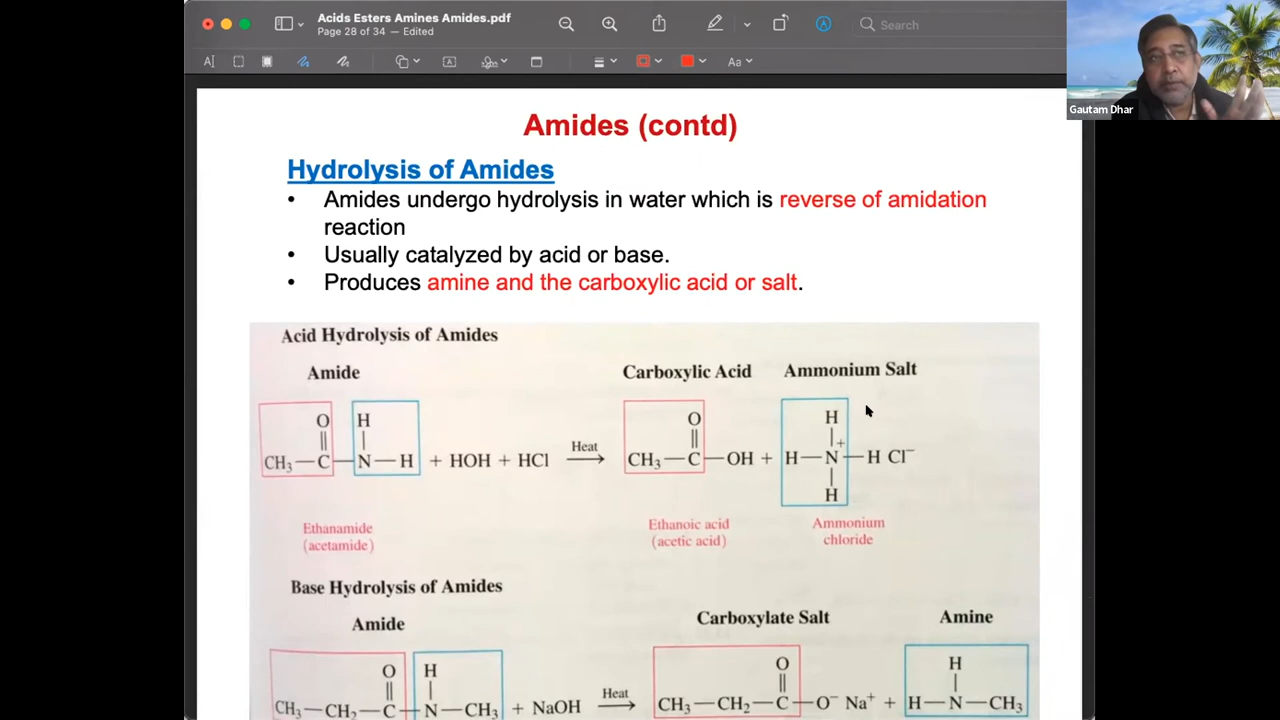 Acids Esters Amines Amides.pdf
Page 28 of 34 — Edited
Search
Aa
Gautam Dhar
Amides (contd)
Hydrolysis of Amides
• Amides undergo hydrolysis in water which is reverse of amidation
reaction
• Usually catalyzed by acid or base.
• Produces amine and the carboxylic acid or salt.
Acid Hydrolysis of Amides
Amide
Carboxylic Acid
Ammonium Salt
O H
O
H
CH₃—C—N—H + HOH + HCl
Heat
CH₃—C—OH + H—N—H Cl⁻
+
H
Ethanamide
(acetamide)
Ethanoic acid
(acetic acid)
Ammonium
chloride
Base Hydrolysis of Amides
Amide
Carboxylate Salt
Amine
O H
O
H
CH₃—CH₂—C—N—CH₃ + NaOH
Heat
CH₃—CH₂—C—O⁻ Na⁺ + H—N—CH₃